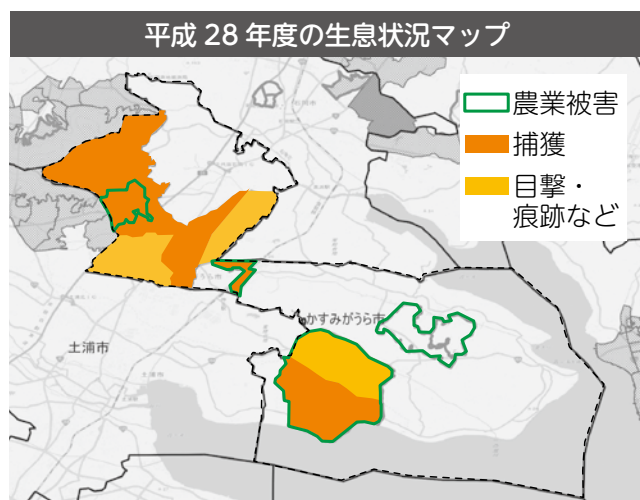 平成 28 年度の生息状況マップ
農業被害
捕獲
目撃・
痕跡など
かすみがうら市
土浦市